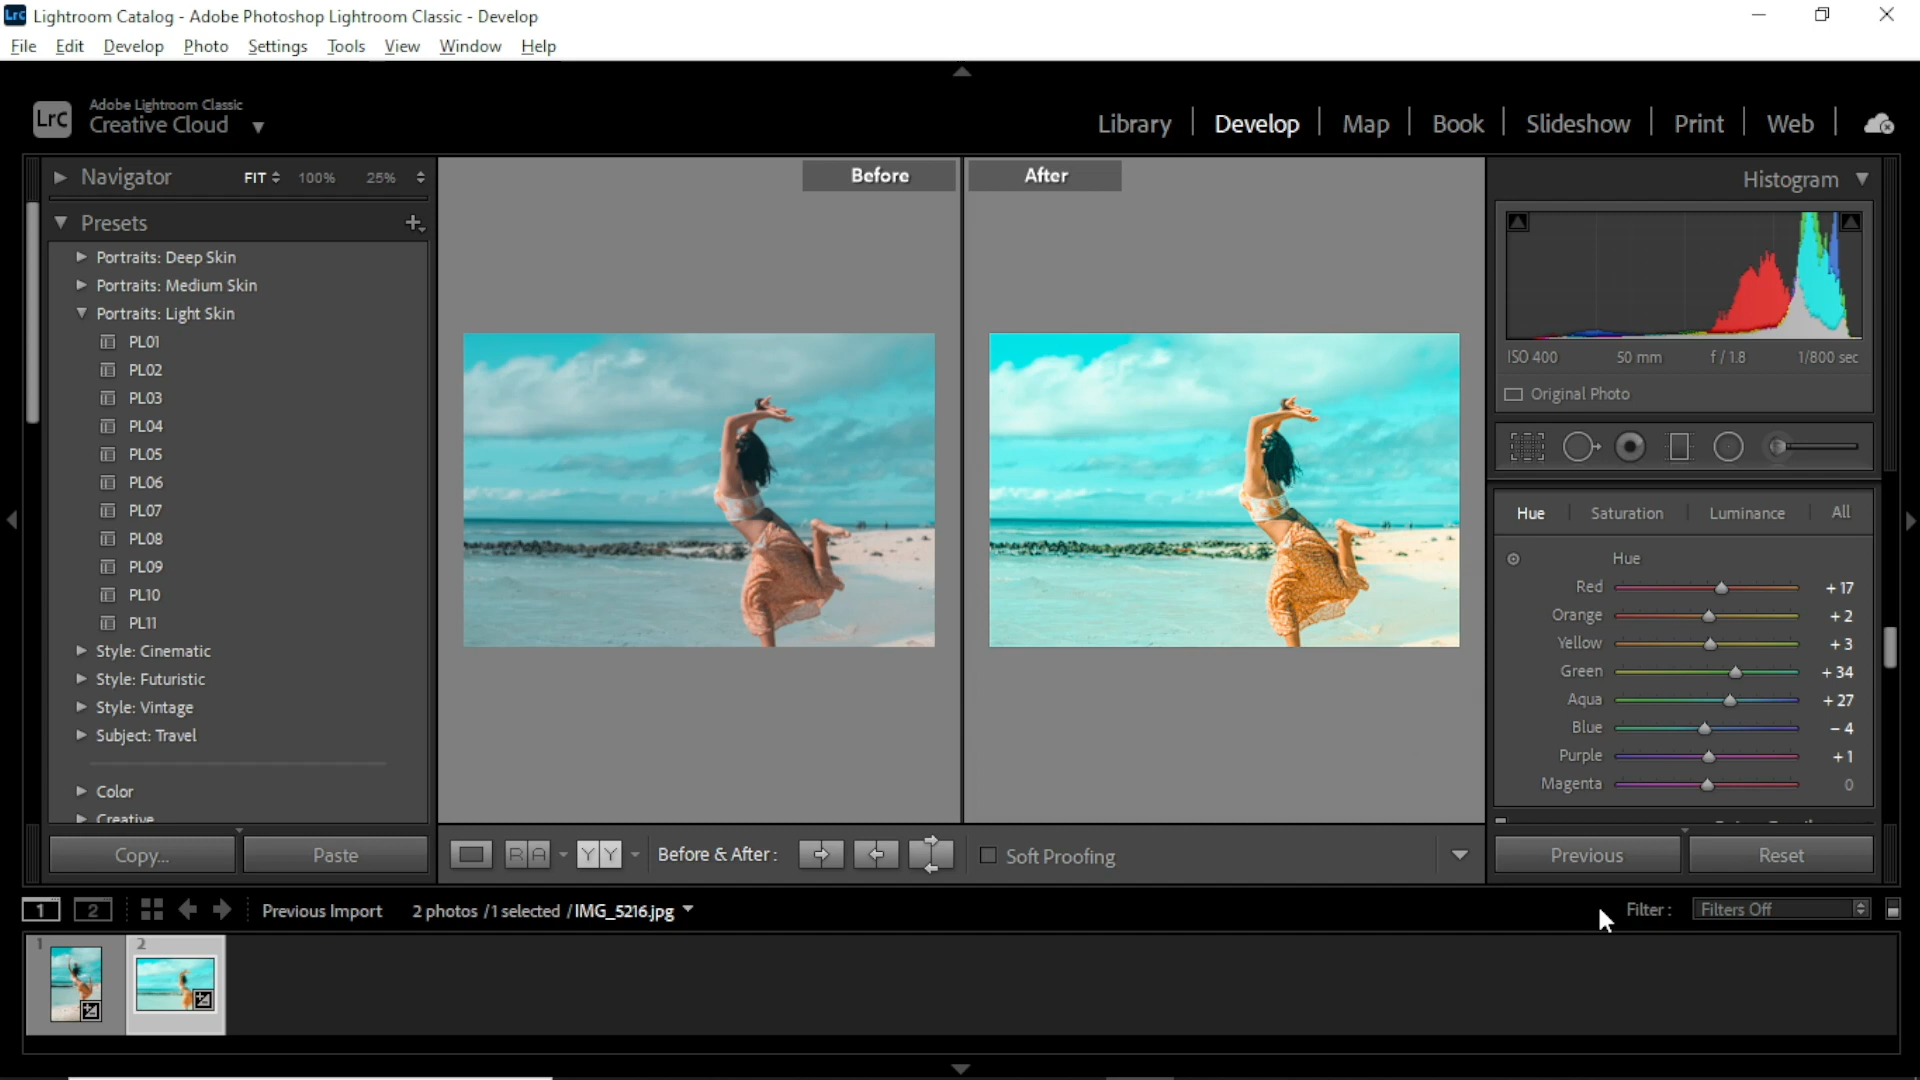 Lrc Lightroom Catalog - Adobe Photoshop Lightroom Classic - Develop
File Edit Develop Photo Settings Tools View Window Help
LrC Adobe Lightroom Classic
Creative Cloud
Library Develop Map Book Slideshow Print Web
Navigator FIT 100% 25%
Presets
Portraits: Deep Skin
Portraits: Medium Skin
Portraits: Light Skin
PL01
PL02
PL03
PL04
PL05
PL06
PL07
PL08
PL09
PL10
PL11
Style: Cinematic
Style: Futuristic
Style: Vintage
Subject: Travel
Color
Creative
Copy... Paste
Before After
RA YY Before & After: Soft Proofing
Histogram
ISO 400 50 mm f / 1.8 1/800 sec
Original Photo
Hue Saturation Luminance All
Hue
Red +17
Orange +2
Yellow +3
Green +34
Aqua +27
Blue -4
Purple +1
Magenta 0
Previous Reset
1 2 Previous Import 2 photos /1 selected /IMG_5216.jpg Filter: Filters Off
1 2